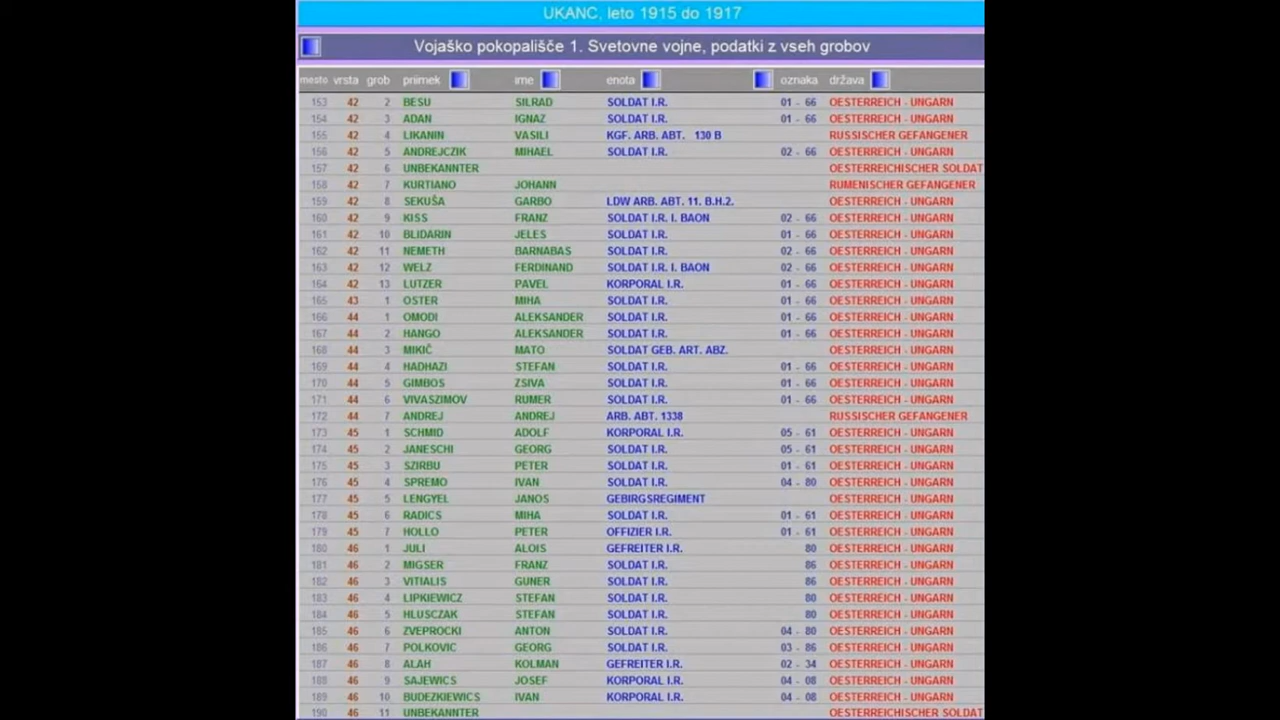 UKANC, leto 1915 do 1917
Vojaško pokopališče 1. Svetovne vojne, podatki z vseh grobov
mesto vrsta grob priimek ime enota oznaka država
153 42 2 BESU SILRAD SOLDAT I.R. 01 - 66 OESTERREICH - UNGARN
154 42 3 ADAN IGNAZ SOLDAT I.R. 01 - 66 OESTERREICH - UNGARN
155 42 4 LIKANIN VASILI KGF. ARB. ABT. 130 B RUSSISCHER GEFANGENER
156 42 5 ANDREJCZIK MIHAEL SOLDAT I.R. 02 - 66 OESTERREICH - UNGARN
157 42 6 UNBEKANNTER OESTERREICHISCHER SOLDAT
158 42 7 KURTIANO JOHANN RUMENISCHER GEFANGENER
159 42 8 SEKUŠA GARBO LDW ARB. ABT. 11. B.H.2. OESTERREICH - UNGARN
160 42 9 KISS FRANZ SOLDAT I.R. I. BAON 02 - 66 OESTERREICH - UNGARN
161 42 10 BLIDARIN JELES SOLDAT I.R. 01 - 66 OESTERREICH - UNGARN
162 42 11 NEMETH BARNABAS SOLDAT I.R. 02 - 66 OESTERREICH - UNGARN
163 42 12 WELZ FERDINAND SOLDAT I.R. I. BAON 02 - 66 OESTERREICH - UNGARN
164 42 13 LUTZER PAVEL KORPORAL I.R. 01 - 66 OESTERREICH - UNGARN
165 43 1 OSTER MIHA SOLDAT I.R. 01 - 66 OESTERREICH - UNGARN
166 44 1 OMODI ALEKSANDER SOLDAT I.R. 01 - 66 OESTERREICH - UNGARN
167 44 2 HANGO ALEKSANDER SOLDAT I.R. 01 - 66 OESTERREICH - UNGARN
168 44 3 MIKIČ MATO SOLDAT GEB. ART. ABZ. OESTERREICH - UNGARN
169 44 4 HADHAZI STEFAN SOLDAT I.R. 01 - 66 OESTERREICH - UNGARN
170 44 5 GIMBOS ZSIVA SOLDAT I.R. 01 - 66 OESTERREICH - UNGARN
171 44 6 VIVASZIMOV RUMER SOLDAT I.R. 01 - 66 OESTERREICH - UNGARN
172 44 7 ANDREJ ANDREJ ARB. ABT. 1338 RUSSISCHER GEFANGENER
173 45 1 SCHMID ADOLF KORPORAL I.R. 05 - 61 OESTERREICH - UNGARN
174 45 2 JANESCHI GEORG SOLDAT I.R. 05 - 61 OESTERREICH - UNGARN
175 45 3 SZIRBU PETER SOLDAT I.R. 01 - 61 OESTERREICH - UNGARN
176 45 4 SPREMO IVAN SOLDAT I.R. 04 - 80 OESTERREICH - UNGARN
177 45 5 LENGYEL JANOS GEBIRGSREGIMENT OESTERREICH - UNGARN
178 45 6 RADICS MIHA SOLDAT I.R. 01 - 61 OESTERREICH - UNGARN
179 45 7 HOLLO PETER OFFIZIER I.R. 01 - 61 OESTERREICH - UNGARN
180 46 1 JULI ALOIS GEFREITER I.R. 80 OESTERREICH - UNGARN
181 46 2 MIGSER FRANZ SOLDAT I.R. 86 OESTERREICH - UNGARN
182 46 3 VITIALIS GUNER SOLDAT I.R. 86 OESTERREICH - UNGARN
183 46 4 LIPKIEWICZ STEFAN SOLDAT I.R. 80 OESTERREICH - UNGARN
184 46 5 HLUSCZAK STEFAN SOLDAT I.R. 80 OESTERREICH - UNGARN
185 46 6 ZVEPROCKI ANTON SOLDAT I.R. 04 - 80 OESTERREICH - UNGARN
186 46 7 POLKOVIC GEORG SOLDAT I.R. 03 - 86 OESTERREICH - UNGARN
187 46 8 ALAH KOLMAN GEFREITER I.R. 02 - 34 OESTERREICH - UNGARN
188 46 9 SAJEWICS JOSEF KORPORAL I.R. 04 - 08 OESTERREICH - UNGARN
189 46 10 BUDEZKIEWICS IVAN KORPORAL I.R. 04 - 08 OESTERREICH - UNGARN
190 46 11 UNBEKANNTER OESTERREICHISCHER SOLDAT